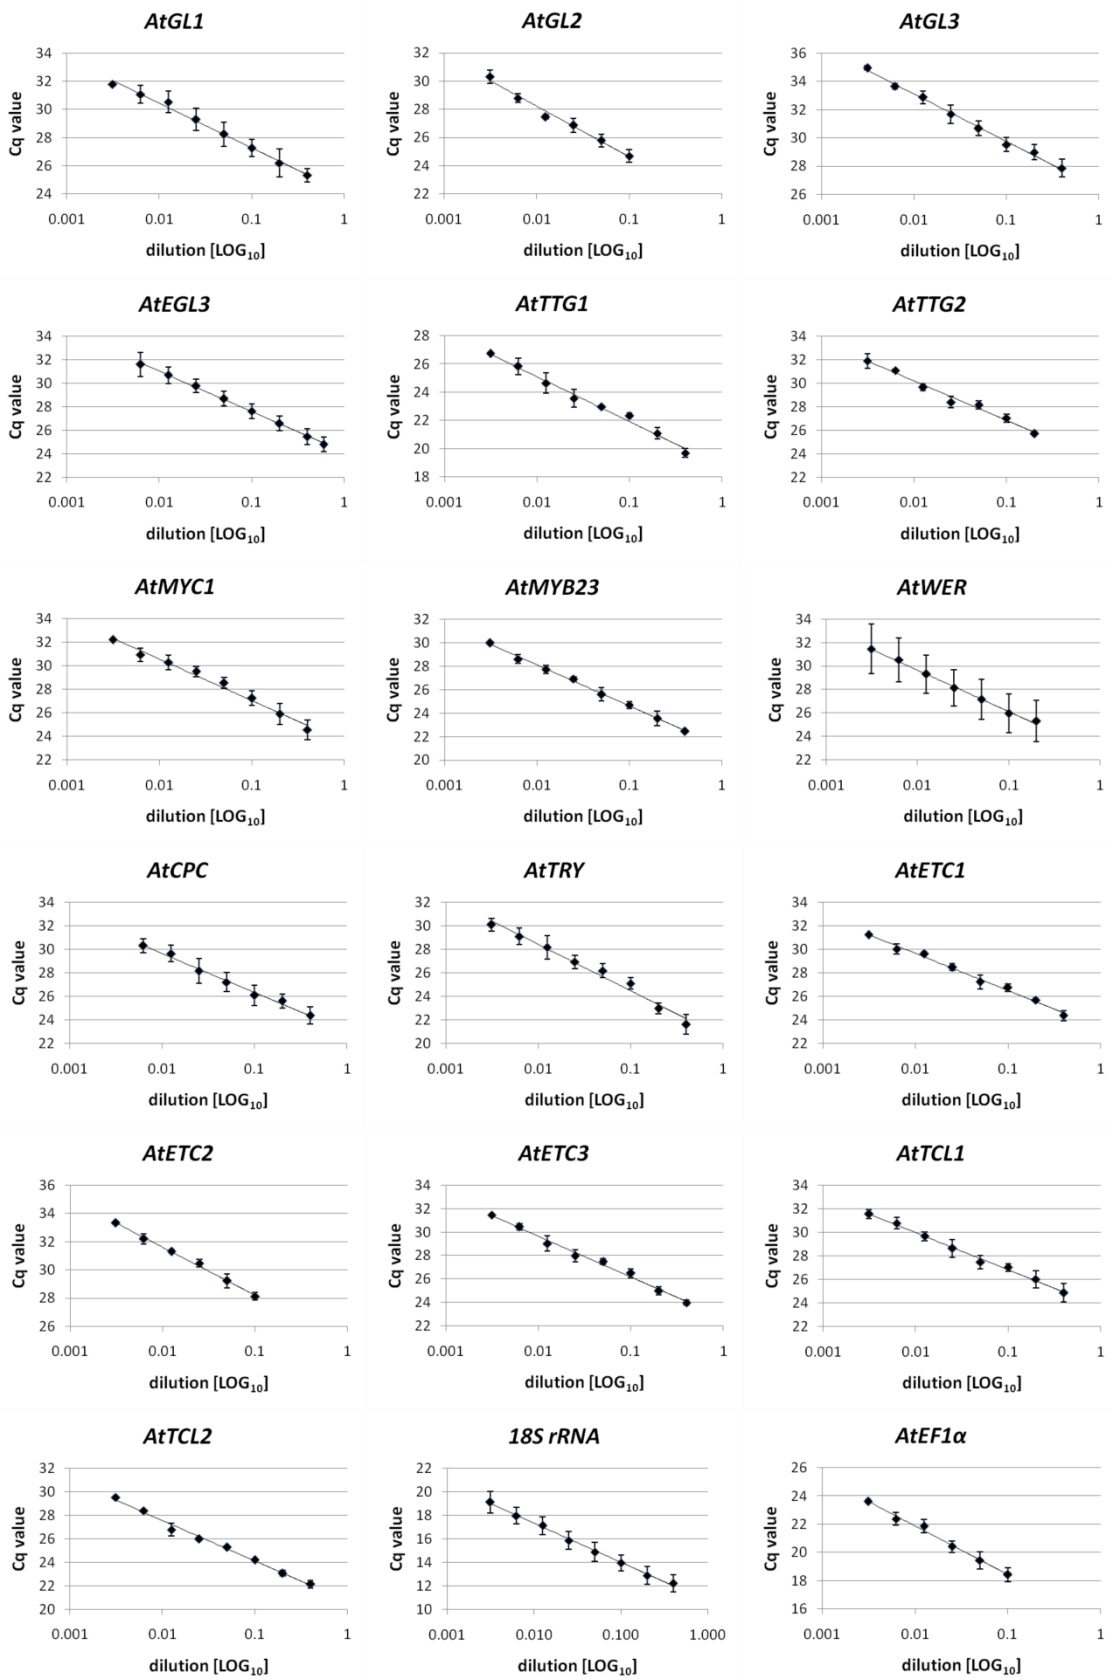 AtGL1 AtGL2 AtGL3
34 32 36
32 30 34
30 28 32
28 26 30
26 24 28
24 22 26
Cq value Cq value Cq value
0.001 0.01 0.1 1 0.001 0.01 0.1 1 0.001 0.01 0.1 1
dilution [LOG10] dilution [LOG10] dilution [LOG10]
AtEGL3 AtTTG1 AtTTG2
34 28 34
32 26 32
30 24 30
28 22 28
26 20 26
24 18 24
22 22
Cq value Cq value Cq value
0.001 0.01 0.1 1 0.001 0.01 0.1 1 0.001 0.01 0.1 1
dilution [LOG10] dilution [LOG10] dilution [LOG10]
AtMYC1 AtMYB23 AtWER
34 32 34
32 30 32
30 28 30
28 26 28
26 24 26
24 22 24
22 20 22
Cq value Cq value Cq value
0.001 0.01 0.1 1 0.001 0.01 0.1 1 0.001 0.01 0.1 1
dilution [LOG10] dilution [LOG10] dilution [LOG10]
AtCPC AtTRY AtETC1
34 32 34
32 30 32
30 28 30
28 26 28
26 24 26
24 22 24
22 20 22
Cq value Cq value Cq value
0.001 0.01 0.1 1 0.001 0.01 0.1 1 0.001 0.01 0.1 1
dilution [LOG10] dilution [LOG10] dilution [LOG10]
AtETC2 AtETC3 AtTCL1
36 34 34
34 32 32
32 30 30
30 28 28
28 26 26
26 24 24
22 22
Cq value Cq value Cq value
0.001 0.01 0.1 1 0.001 0.01 0.1 1 0.001 0.01 0.1 1
dilution [LOG10] dilution [LOG10] dilution [LOG10]
AtTCL2 18S rRNA AtEF1α
32 22 26
30 20 24
28 18 22
26 16 20
24 14 18
22 12 16
20 10
Cq value Cq value Cq value
0.001 0.01 0.1 1 0.001 0.010 0.100 1.000 0.001 0.01 0.1 1
dilution [LOG10] dilution [LOG10] dilution [LOG10]